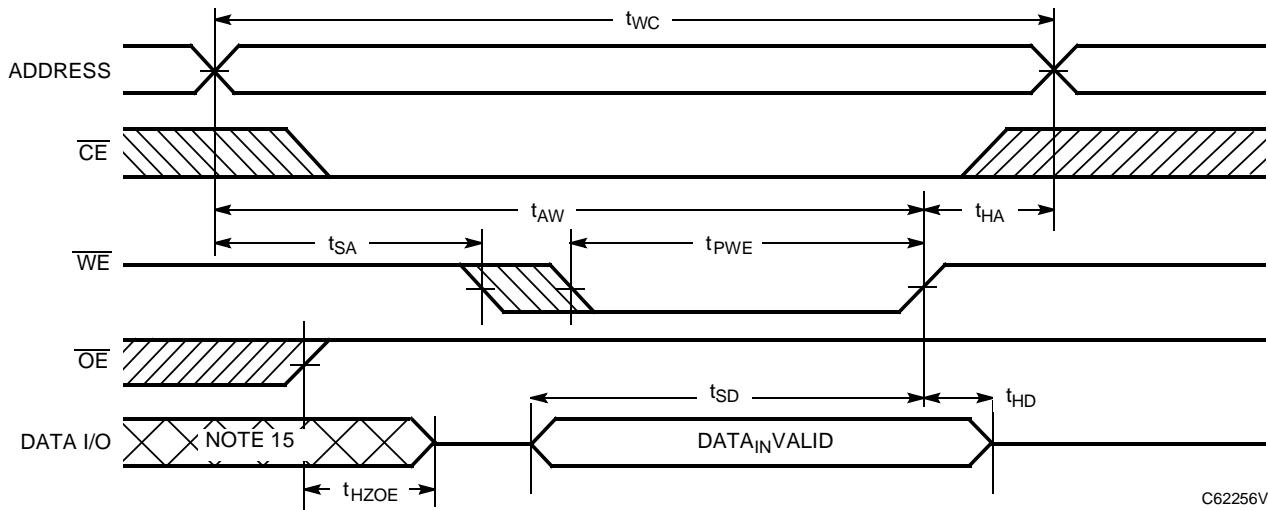 tWC
ADDRESS
CE
tAW
tHA
tSA
tPWE
WE
OE
tSD
tHD
DATA I/O
NOTE 15
DATAINVALID
tHZOE
C62256V